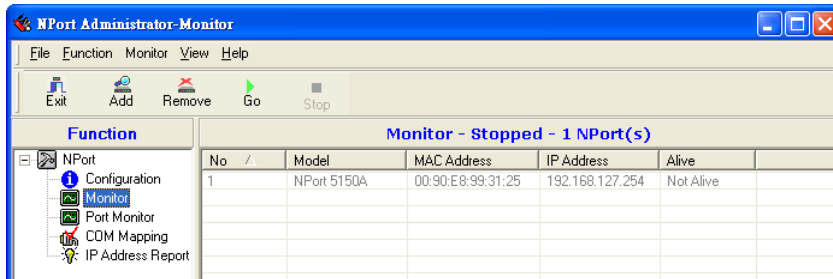 NPort Administrator-Monitor
File Function Monitor View Help
Exit Add Remove Go Stop
Function
Monitor - Stopped - 1 NPort(s)
NPort
Configuration
Monitor
Port Monitor
COM Mapping
IP Address Report
No Model MAC Address IP Address Alive
1 NPort 5150A 00:90:E8:99:31:25 192.168.127.254 Not Alive